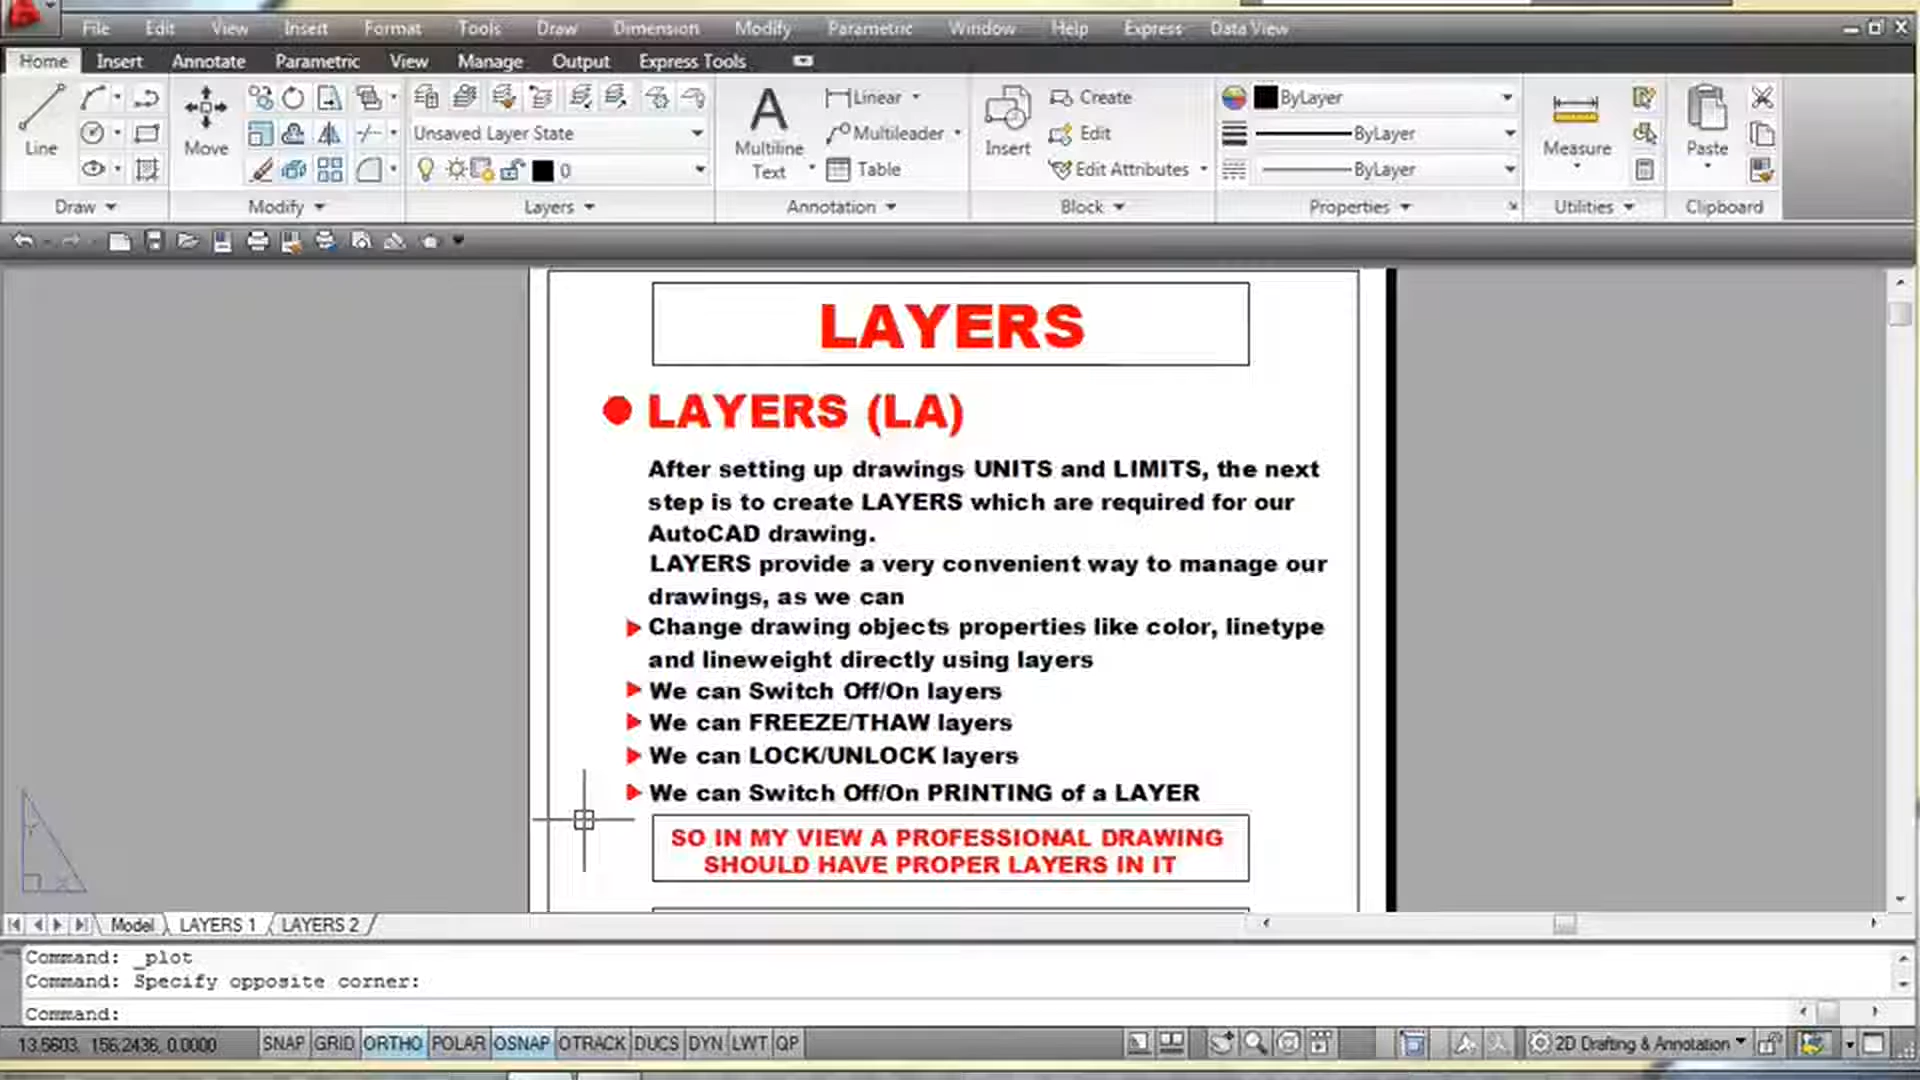 File Edit View Insert Format Tools Draw Dimension Modify Parametric Window Help Express Data View
Home Insert Annotate Parametric View Manage Output Express Tools
Line
Move
Unsaved Layer State
0
Multiline
Text
Linear
Multileader
Table
Insert
Create
Edit
Edit Attributes
ByLayer
ByLayer
ByLayer
Measure
Paste
Draw Modify Layers Annotation Block Properties Utilities Clipboard
LAYERS
LAYERS (LA)
After setting up drawings UNITS and LIMITS, the next
step is to create LAYERS which are required for our
AutoCAD drawing.
LAYERS provide a very convenient way to manage our
drawings, as we can
Change drawing objects properties like color, linetype
and lineweight directly using layers
We can Switch Off/On layers
We can FREEZE/THAW layers
We can LOCK/UNLOCK layers
We can Switch Off/On PRINTING of a LAYER
SO IN MY VIEW A PROFESSIONAL DRAWING
SHOULD HAVE PROPER LAYERS IN IT
Model LAYERS 1 LAYERS 2
Command: _plot
Command: Specify opposite corner:
Command:
13.5603, 156.2436, 0.0000 SNAP GRID ORTHO POLAR OSNAP OTRACK DUCS DYN LWT QP 2D Drafting & Annotation